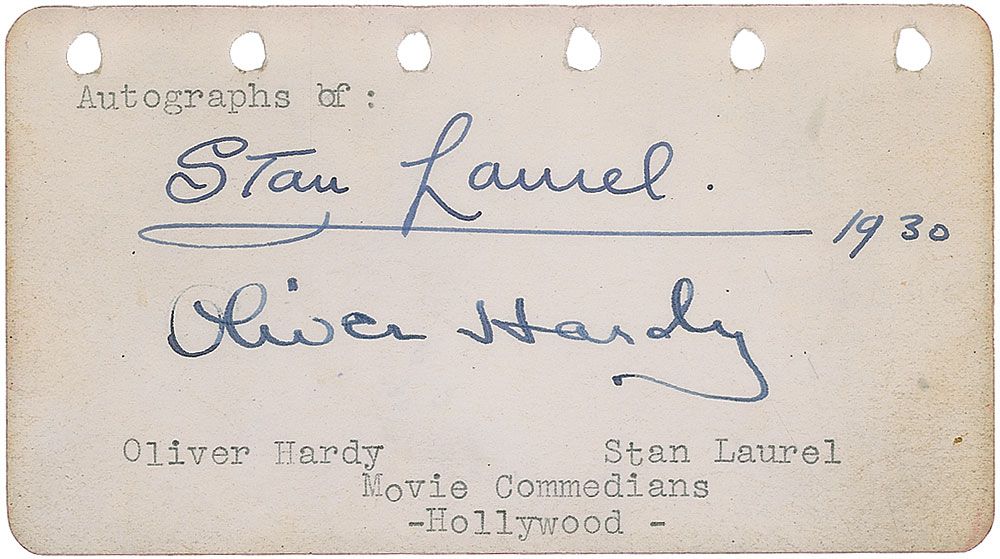 Autographs of :
Stan Laurel.
1930
Oliver Hardy
Oliver Hardy Stan Laurel
Movie Commedians
-Hollywood -